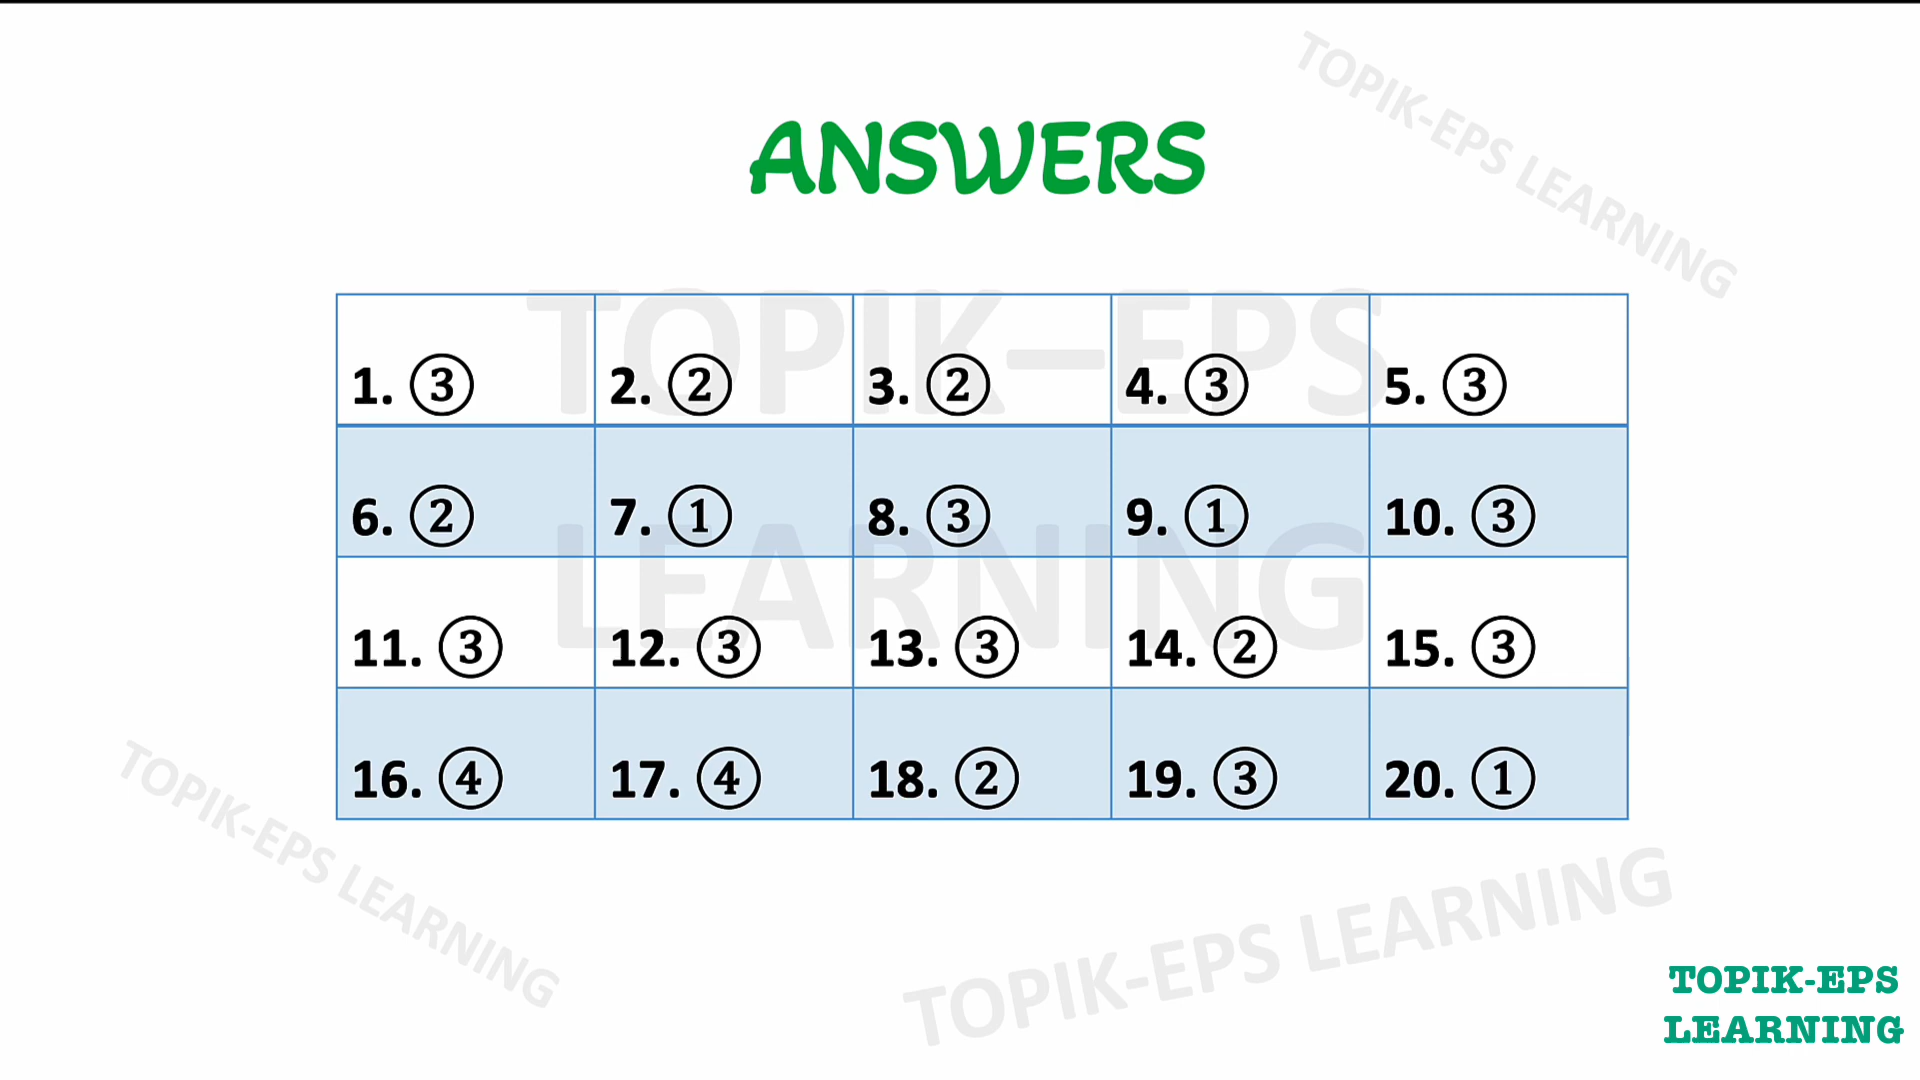 TOPIK-EPS LEARNING
ANSWERS
TOPIK-EPS
LEARNING
1. ③ 2. ② 3. ② 4. ③ 5. ③
6. ② 7. ① 8. ③ 9. ① 10. ③
11. ③ 12. ③ 13. ③ 14. ② 15. ③
16. ④ 17. ④ 18. ② 19. ③ 20. ①
TOPIK-EPS LEARNING
TOPIK-EPS LEARNING
TOPIK-EPS
LEARNING